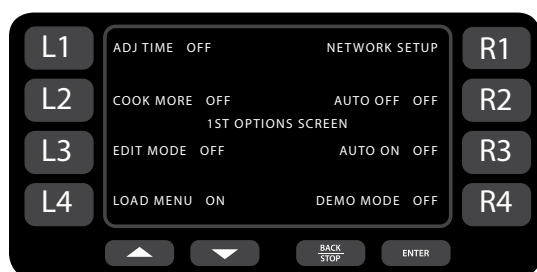 L1 ADJ TIME OFF NETWORK SETUP R1
L2 COOK MORE OFF AUTO OFF OFF R2
1ST OPTIONS SCREEN
L3 EDIT MODE OFF AUTO ON OFF R3
L4 LOAD MENU ON DEMO MODE OFF R4
BACK
STOP
ENTER